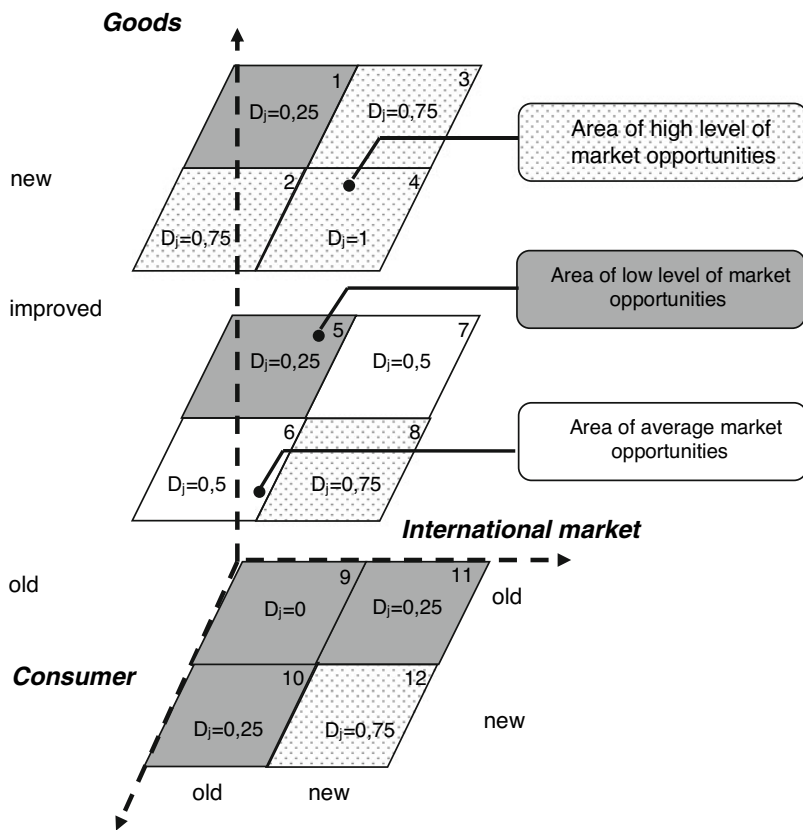 Goods
1
3
Dj=0,25
Dj=0,75
Area of high level of
market opportunities
new
2
4
Dj=0,75
Dj=1
improved
Area of low level of market
opportunities
5
7
Dj=0,25
Dj=0,5
6
8
Area of average market
opportunities
Dj=0,5
Dj=0,75
International market
old
9
11
Dj=0
Dj=0,25
old
Consumer
10
12
Dj=0,25
Dj=0,75
new
old
new